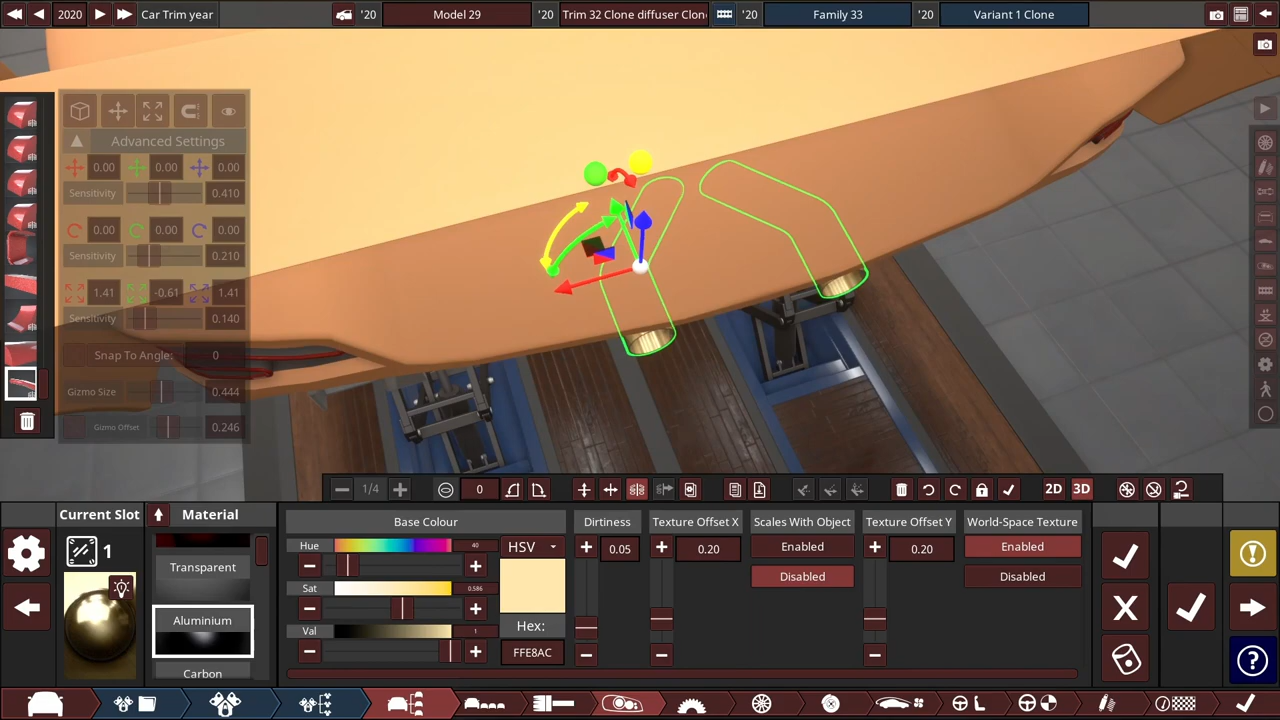 2020 Car Trim year '20 Model 29 '20 Trim 32 Clone diffuser Clon '20 Family 33 '20 Variant 1 Clone
Advanced Settings
0.00 0.00 0.00
Sensitivity 0.410
0.00 0.00 0.00
Sensitivity 0.210
1.41 -0.61 1.41
Sensitivity 0.140
Snap To Angle: 0
Gizmo Size 0.444
Gizmo Offset 0.246
1/4 0 2D 3D
Current Slot
1
Material
Transparent
Aluminium
Carbon
Base Colour
Hue 40
Sat 0.586
Val 1
HSV
Hex:
FFE8AC
Dirtiness
0.05
Texture Offset X
0.20
Scales With Object
Enabled
Disabled
Texture Offset Y
0.20
World-Space Texture
Enabled
Disabled